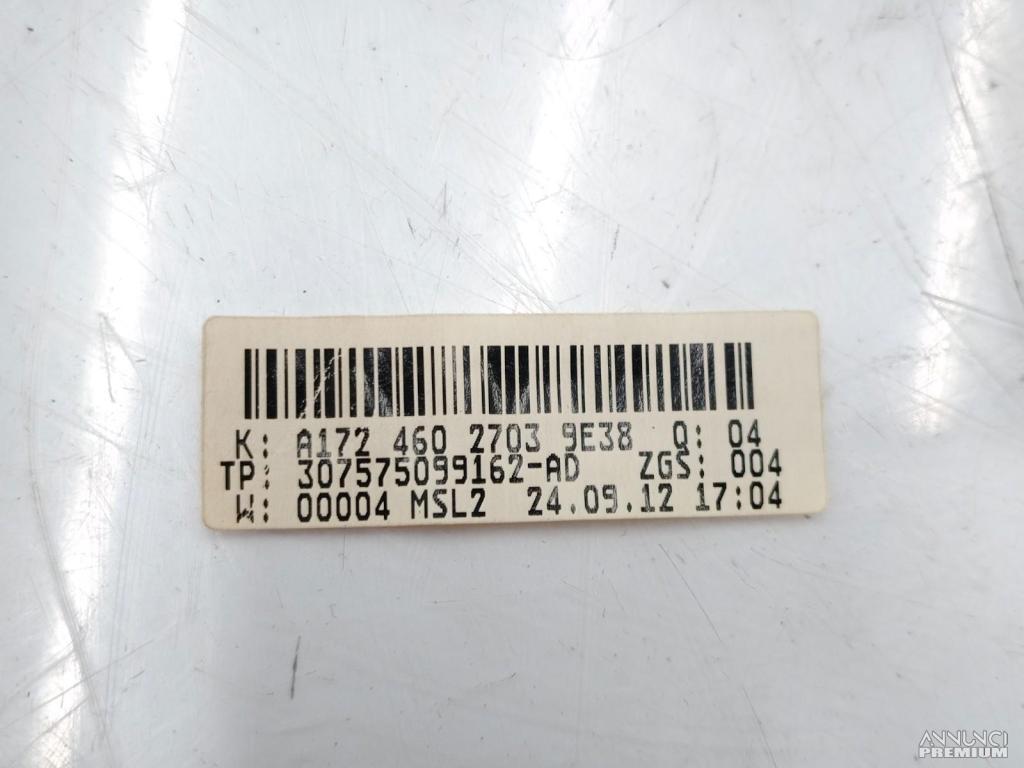 K: A172 460 2703 9E38 Q: 04
TP: 307575099162-AD ZGS: 004
W: 00004 MSL2 24.09.12 17:04
ANNUNCI
PREMIUM